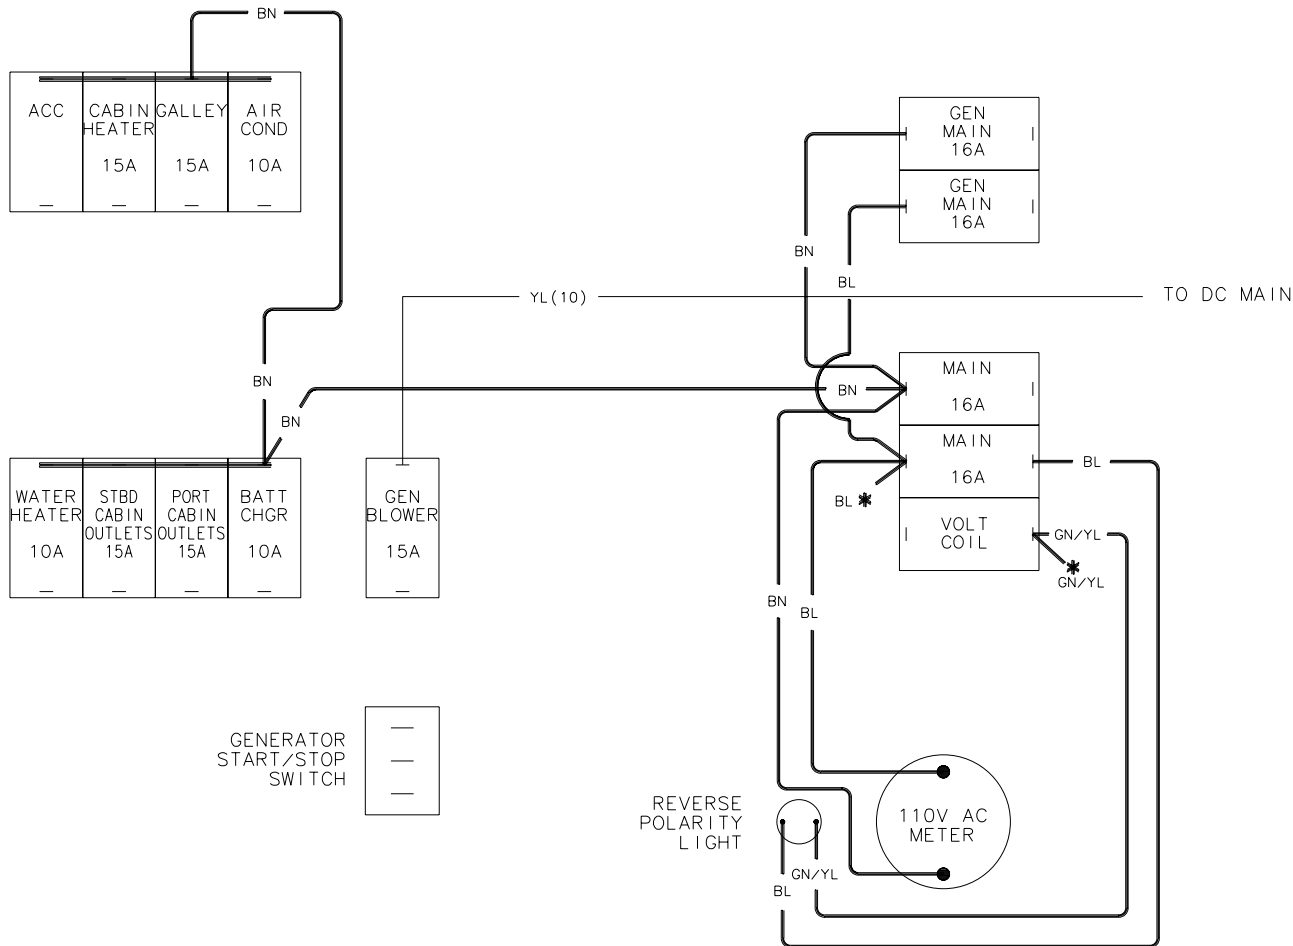 BN
ACC
CABIN
HEATER
15A
GALLEY
15A
AIR
COND
10A
GEN
MAIN
16A
GEN
MAIN
16A
BN
BL
YL(10)
TO DC MAIN
BN
BN
BN
MAIN
16A
MAIN
16A
BL
BL*
VOLT
COIL
GN/YL
*
GN/YL
WATER
HEATER
10A
STBD
CABIN
OUTLETS
15A
PORT
CABIN
OUTLETS
15A
BATT
CHGR
10A
GEN
BLOWER
15A
BN
BL
GENERATOR
START/STOP
SWITCH
REVERSE
POLARITY
LIGHT
110V AC
METER
GN/YL
BL